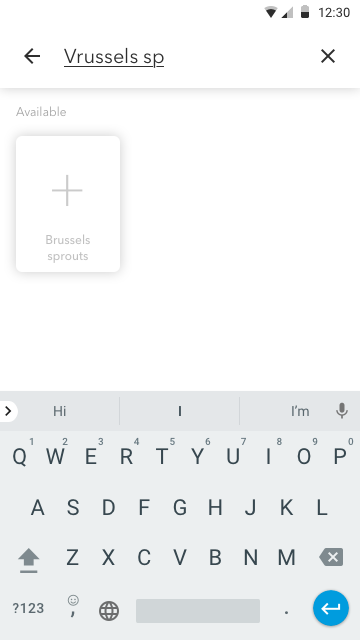 12:30
Vrussels sp
Available
Brussels
sprouts
Hi I I'm
1 2 3 4 5 6 7 8 9 0
Q W E R T Y U I O P
A S D F G H J K L
Z X C V B N M
?123 , .